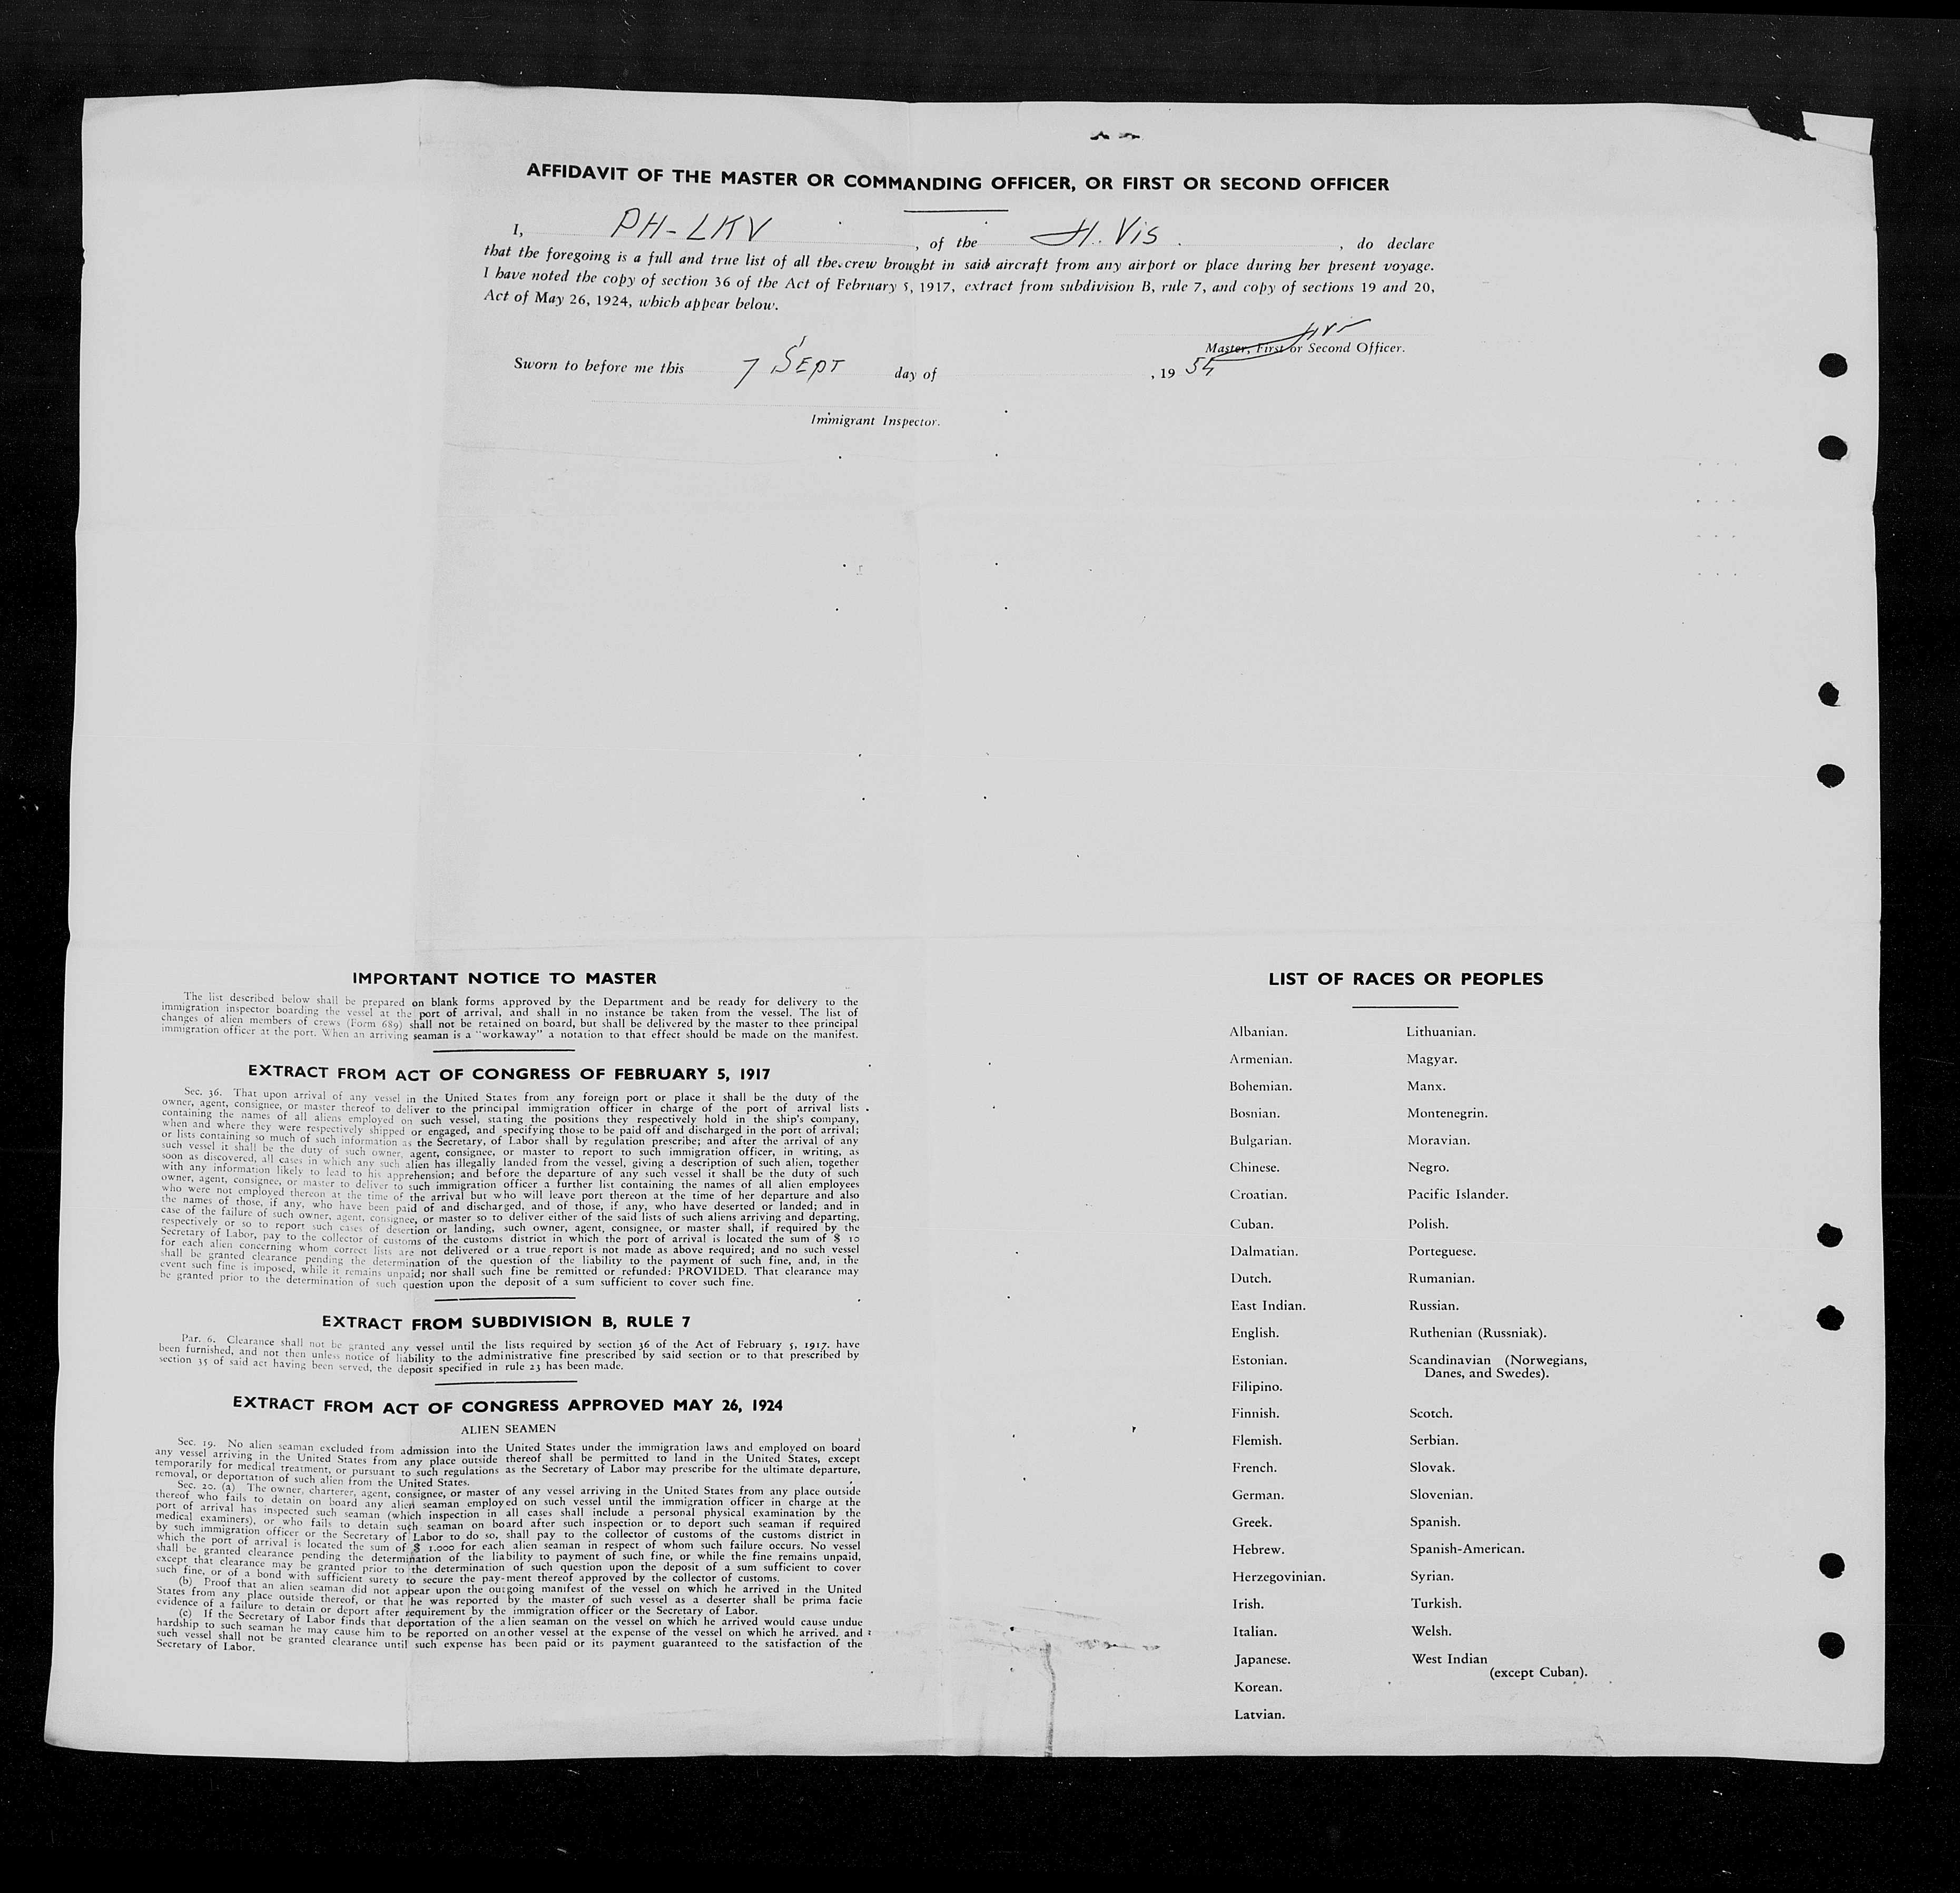 AFFIDAVIT OF THE MASTER OR COMMANDING OFFICER, OR FIRST OR SECOND OFFICER
I, PH-LKV , of the H. Vis , do declare
that the foregoing is a full and true list of all the crew brought in said aircraft from any airport or place during her present voyage.
I have noted the copy of section 36 of the Act of February 5, 1917, extract from subdivision B, rule 7, and copy of sections 19 and 20,
Act of May 26, 1924, which appear below.
Master, First or Second Officer.
Sworn to before me this 7 SEPT day of , 19 54
Immigrant Inspector.
IMPORTANT NOTICE TO MASTER
The list described below shall be prepared on blank forms approved by the Department and be ready for delivery to the
immigration inspector boarding the vessel at the port of arrival, and shall in no instance be taken from the vessel. The list of
changes of alien members of crews (Form 689) shall not be retained on board, but shall be delivered by the master to thee principal
immigration officer at the port. When an arriving seaman is a "workaway" a notation to that effect should be made on the manifest.
EXTRACT FROM ACT OF CONGRESS OF FEBRUARY 5, 1917
Sec. 36. That upon arrival of any vessel in the United States from any foreign port or place it shall be the duty of the
owner, agent, consignee, or master thereof to deliver to the principal immigration officer in charge of the port of arrival lists
containing the names of all aliens employed on such vessel, stating the positions they respectively hold in the ship's company,
when and where they were respectively shipped or engaged, and specifying those to be paid off and discharged in the port of arrival;
or lists containing so much of such information as the Secretary, of Labor shall by regulation prescribe; and after the arrival of any
such vessel it shall be the duty of such owner, agent, consignee, or master to report to such immigration officer, in writing, as
soon as discovered, all cases in which any such alien has illegally landed from the vessel, giving a description of such alien, together
with any information likely to lead to his apprehension; and before the departure of any such vessel it shall be the duty of such
owner, agent, consignee, or master to deliver to such immigration officer a further list containing the names of all alien employees
who were not employed thereon at the time of the arrival but who will leave port thereon at the time of her departure and also
the names of those, if any, who have been paid of and discharged, and of those, if any, who have deserted or landed; and in
case of the failure of such owner, agent, consignee, or master so to deliver either of the said lists of such aliens arriving and departing,
respectively or so to report such cases of desertion or landing, such owner, agent, consignee, or master shall, if required by the
Secretary of Labor, pay to the collector of customs of the customs district in which the port of arrival is located the sum of $ 10
for each alien concerning whom correct lists are not delivered or a true report is not made as above required; and no such vessel
shall be granted clearance pending the determination of the question of the liability to the payment of such fine, and, in the
event such fine is imposed, while it remains unpaid; nor shall such fine be remitted or refunded: PROVIDED. That clearance may
be granted prior to the determination of such question upon the deposit of a sum sufficient to cover such fine.
EXTRACT FROM SUBDIVISION B, RULE 7
Par. 6. Clearance shall not be granted any vessel until the lists required by section 36 of the Act of February 5, 1917. have
been furnished, and not then unless notice of liability to the administrative fine prescribed by said section or to that prescribed by
section 35 of said act having been served, the deposit specified in rule 23 has been made.
EXTRACT FROM ACT OF CONGRESS APPROVED MAY 26, 1924
ALIEN SEAMEN
Sec. 19. No alien seaman excluded from admission into the United States under the immigration laws and employed on board
any vessel arriving in the United States from any place outside thereof shall be permitted to land in the United States, except
temporarily for medical treatment, or pursuant to such regulations as the Secretary of Labor may prescribe for the ultimate departure,
removal, or deportation of such alien from the United States.
Sec. 20. (a) The owner, charterer, agent, consignee, or master of any vessel arriving in the United States from any place outside
thereof who fails to detain on board any alien seaman employed on such vessel until the immigration officer in charge at the
port of arrival has inspected such seaman (which inspection in all cases shall include a personal physical examination by the
medical examiners), or who fails to detain such seaman on board after such inspection or to deport such seaman if required
by such immigration officer or the Secretary of Labor to do so, shall pay to the collector of customs of the customs district in
which the port of arrival is located the sum of $ 1.000 for each alien seaman in respect of whom such failure occurs. No vessel
shall be granted clearance pending the determination of the liability to payment of such fine, or while the fine remains unpaid,
except that clearance may be granted prior to the determination of such question upon the deposit of a sum sufficient to cover
such fine, or of a bond with sufficient surety to secure the pay-ment thereof approved by the collector of customs.
(b) Proof that an alien seaman did not appear upon the outgoing manifest of the vessel on which he arrived in the United
States from any place outside thereof, or that he was reported by the master of such vessel as a deserter shall be prima facie
evidence of a failure to detain or deport after requirement by the immigration officer or the Secretary of Labor.
(c) If the Secretary of Labor finds that deportation of the alien seaman on the vessel on which he arrived would cause undue
hardship to such seaman he may cause him to be reported on another vessel at the expense of the vessel on which he arrived. and
such vessel shall not be granted clearance until such expense has been paid or its payment guaranteed to the satisfaction of the
Secretary of Labor.
LIST OF RACES OR PEOPLES
Albanian.
Armenian.
Bohemian.
Bosnian.
Bulgarian.
Chinese.
Croatian.
Cuban.
Dalmatian.
Dutch.
East Indian.
English.
Estonian.
Filipino.
Finnish.
Flemish.
French.
German.
Greek.
Hebrew.
Herzegovinian.
Irish.
Italian.
Japanese.
Korean.
Latvian.
Lithuanian.
Magyar.
Manx.
Montenegrin.
Moravian.
Negro.
Pacific Islander.
Polish.
Porteguese.
Rumanian.
Russian.
Ruthenian (Russniak).
Scandinavian (Norwegians,
Danes, and Swedes).
Scotch.
Serbian.
Slovak.
Slovenian.
Spanish.
Spanish-American.
Syrian.
Turkish.
Welsh.
West Indian
(except Cuban).